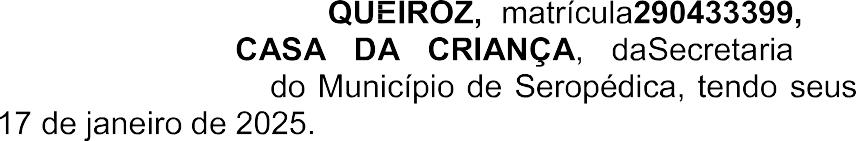 QUEIROZ, matrícula290433399,
CASA DA CRIANÇA, daSecretaria
do Município de Seropédica, tendo seus
17 de janeiro de 2025.